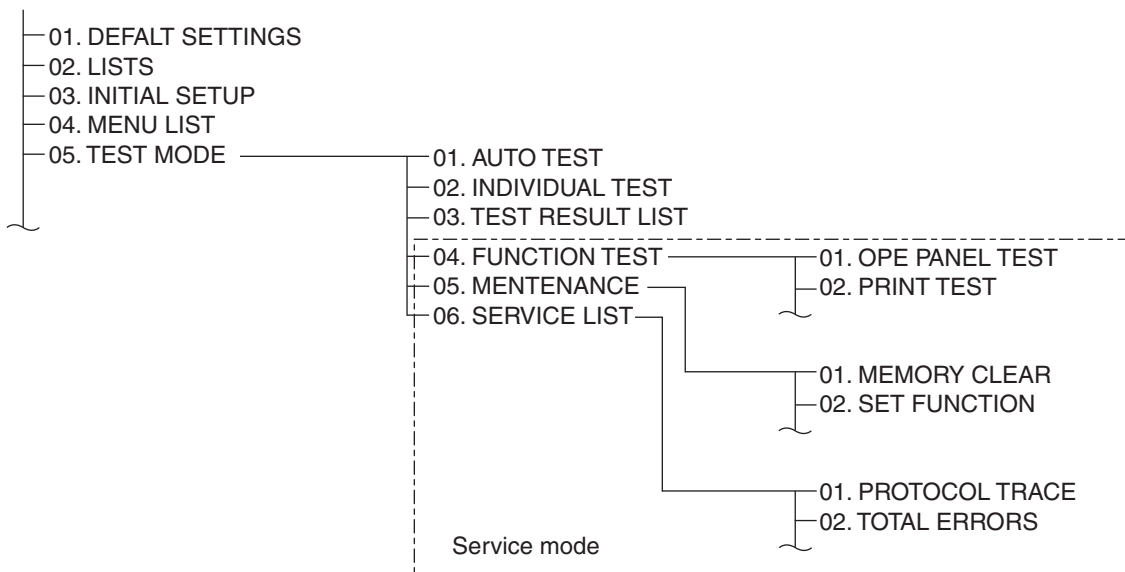 01. DEFALT SETTINGS
02. LISTS
03. INITIAL SETUP
04. MENU LIST
05. TEST MODE
01. AUTO TEST
02. INDIVIDUAL TEST
03. TEST RESULT LIST
04. FUNCTION TEST
05. MENTENANCE
06. SERVICE LIST
01. OPE PANEL TEST
02. PRINT TEST
01. MEMORY CLEAR
02. SET FUNCTION
01. PROTOCOL TRACE
02. TOTAL ERRORS
Service mode